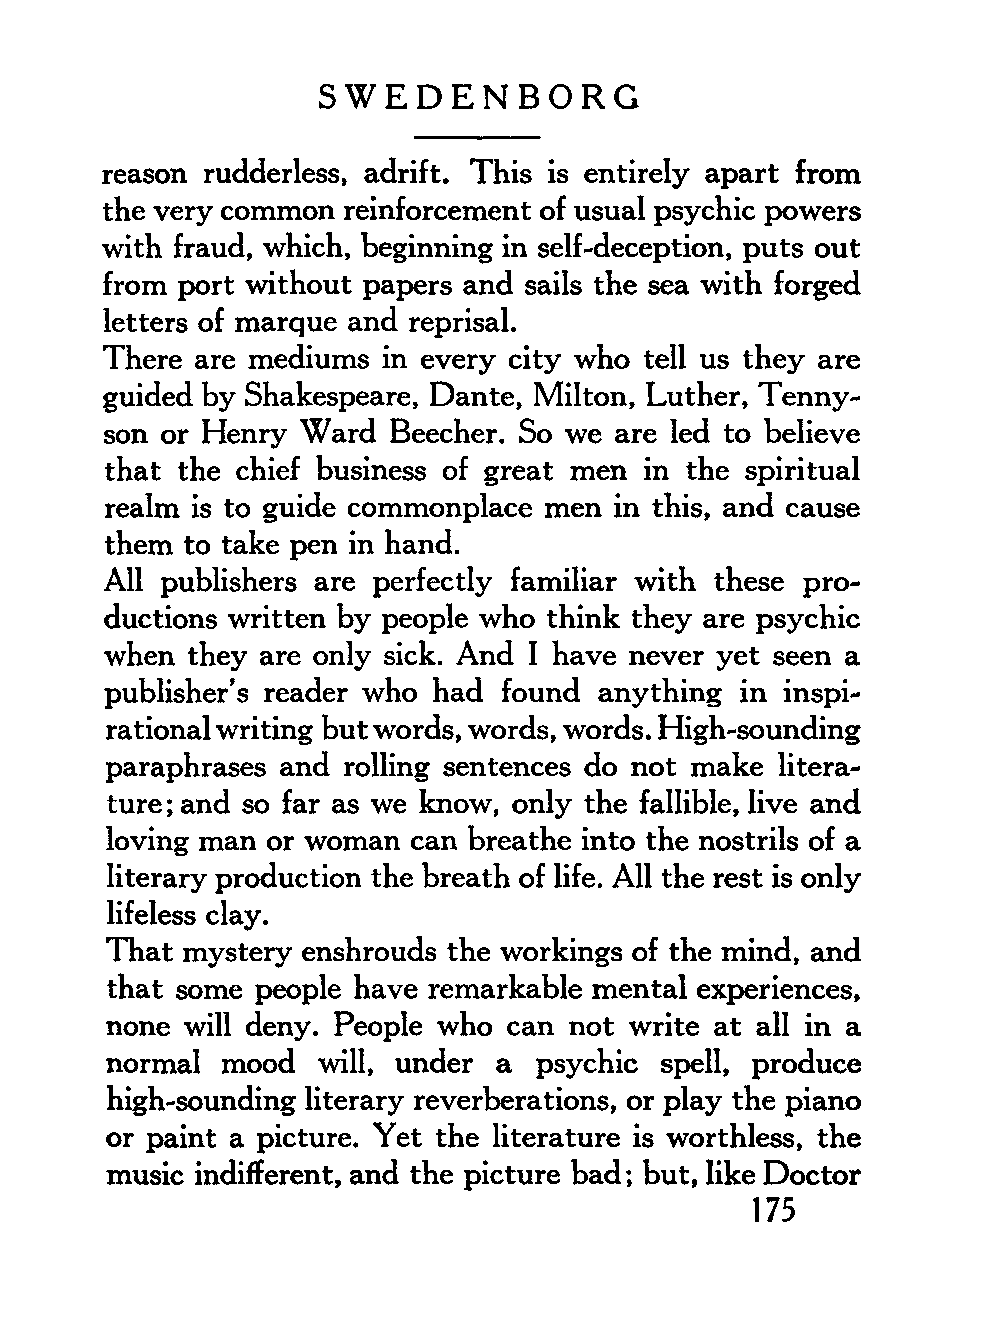 SWEDENBORG
reason rudderless, adrift. This is entirely apart from
the very common reinforcement of usual psychic powers
with fraud, which, beginning in self-deception, puts out
from port without papers and sails the sea with forged
letters of marque and reprisal.
There are mediums in every city who tell us they are
guided by Shakespeare, Dante, Milton, Luther, Tenny-
son or Henry Ward Beecher. So we are led to believe
that the chief business of great men in the spiritual
realm is to guide commonplace men in this, and cause
them to take pen in hand.
All publishers are perfectly familiar with these pro-
ductions written by people who think they are psychic
when they are only sick. And I have never yet seen a
publisher's reader who had found anything in inspi-
rational writing but words, words, words. High-sounding
paraphrases and rolling sentences do not make litera-
ture; and so far as we know, only the fallible, live and
loving man or woman can breathe into the nostrils of a
literary production the breath of life. All the rest is only
lifeless clay.
That mystery enshrouds the workings of the mind, and
that some people have remarkable mental experiences,
none will deny. People who can not write at all in a
normal mood will, under a psychic spell, produce
high-sounding literary reverberations, or play the piano
or paint a picture. Yet the literature is worthless, the
music indifferent, and the picture bad; but, like Doctor
175